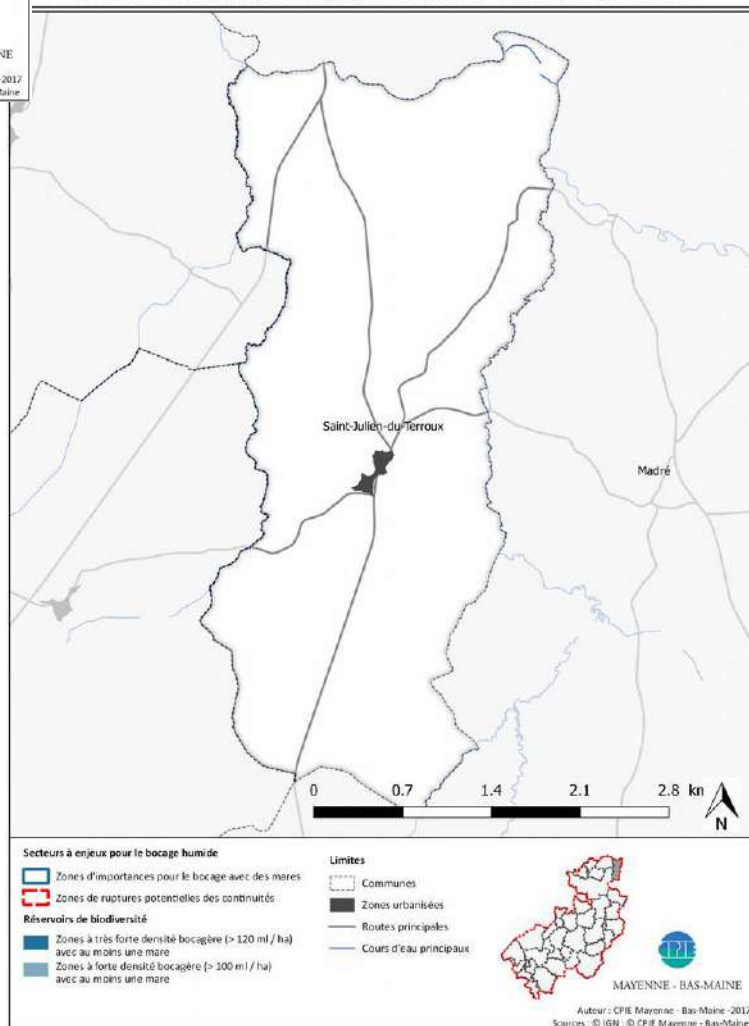 NE
-2017
Maine
Saint-Julien-du-Terroux
Madré
0 0.7 1.4 2.1 2.8 km
N
Secteurs à enjeux pour le bocage humide
Zones d'importances pour le bocage avec des mares
Zones de ruptures potentielles des continuités
Réservoirs de biodiversité
Zones à très forte densité bocagère (> 120 ml / ha)
avec au moins une mare
Zones à forte densité bocagère (> 100 ml / ha)
avec au moins une mare
Limites
Communes
Zones urbanisées
Routes principales
Cours d'eau principaux
CPIE
MAYENNE - BAS-MAINE
Auteur : CPIE Mayenne - Bas-Maine -2017
Sources : © IGN ; © CPIE Mayenne - Bas-Maine